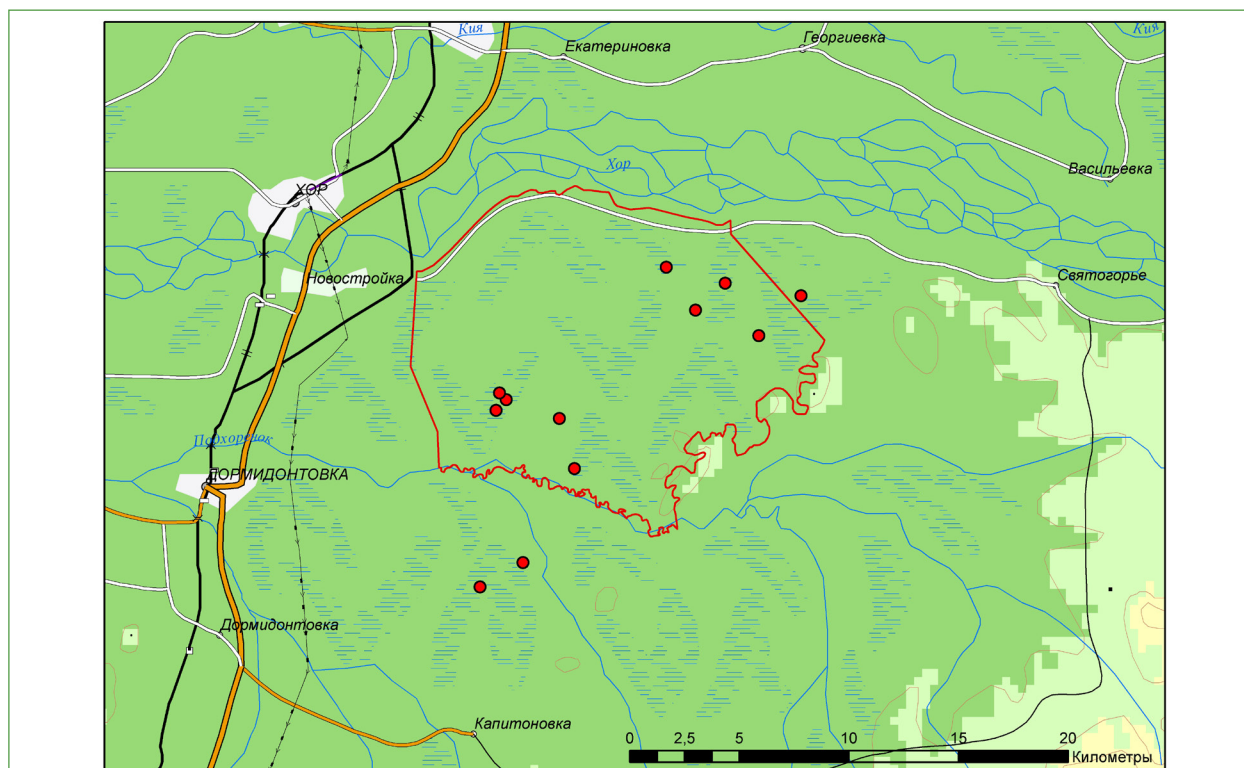 Кия
Екатериновка
Георгиевка
Кия
Хор
Васильевка
ХОР
Новостройка
Святогорье
Подхоренок
ДОРМИДОНТОВКА
Дормидонтовка
Капитоновка
0 2,5 5 10 15 20
Километры